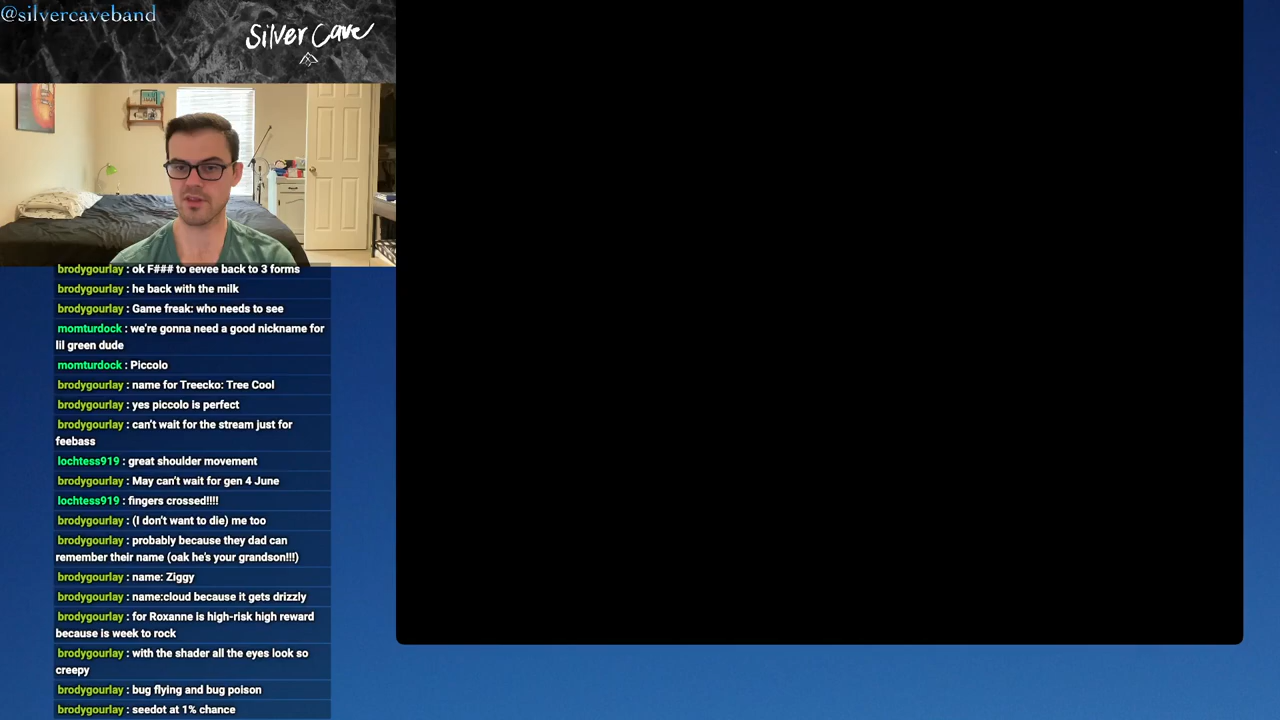 @silvercaveband
Silver Cave
brodygourlay : ok F### to eevee back to 3 forms
brodygourlay : he back with the milk
brodygourlay : Game freak: who needs to see
momturdock : we're gonna need a good nickname for
lil green dude
momturdock : Piccolo
brodygourlay : name for Treecko: Tree Cool
brodygourlay : yes piccolo is perfect
brodygourlay : can't wait for the stream just for
feebass
lochtess919 : great shoulder movement
brodygourlay : May can't wait for gen 4 June
lochtess919 : fingers crossed!!!!
brodygourlay : (I don't want to die) me too
brodygourlay : probably because they dad can
remember their name (oak he's your grandson!!!)
brodygourlay : name: Ziggy
brodygourlay : name:cloud because it gets drizzly
brodygourlay : for Roxanne is high-risk high reward
because is week to rock
brodygourlay : with the shader all the eyes look so
creepy
brodygourlay : bug flying and bug poison
brodygourlay : seedot at 1% chance